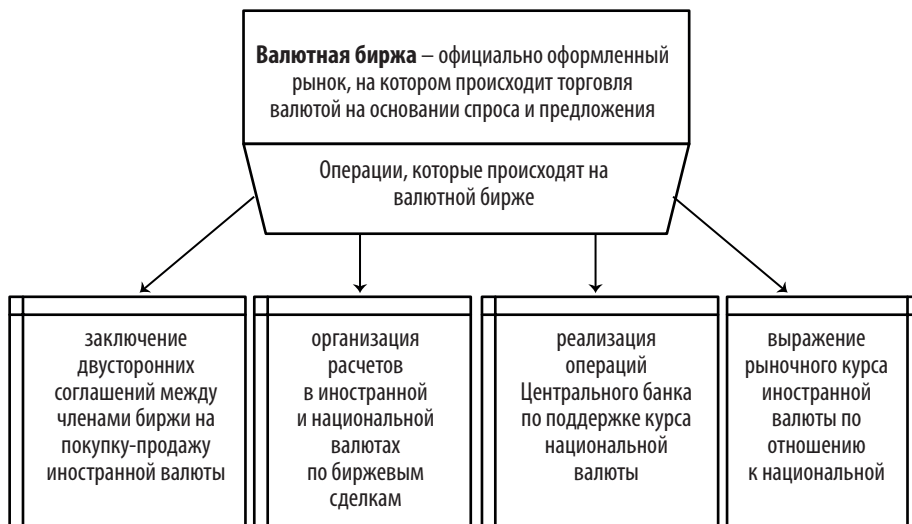 Валютная биржа – официально оформленный
рынок, на котором происходит торговля
валютой на основании спроса и предложения
Операции, которые происходят на
валютной бирже
заключение
двусторонних
соглашений между
членами биржи на
покупку-продажу
иностранной валюты
организация
расчетов
в иностранной
и национальной
валютах
по биржевым
сделкам
реализация
операций
Центрального банка
по поддержке курса
национальной
валюты
выражение
рыночного курса
иностранной
валюты по
отношению
к национальной